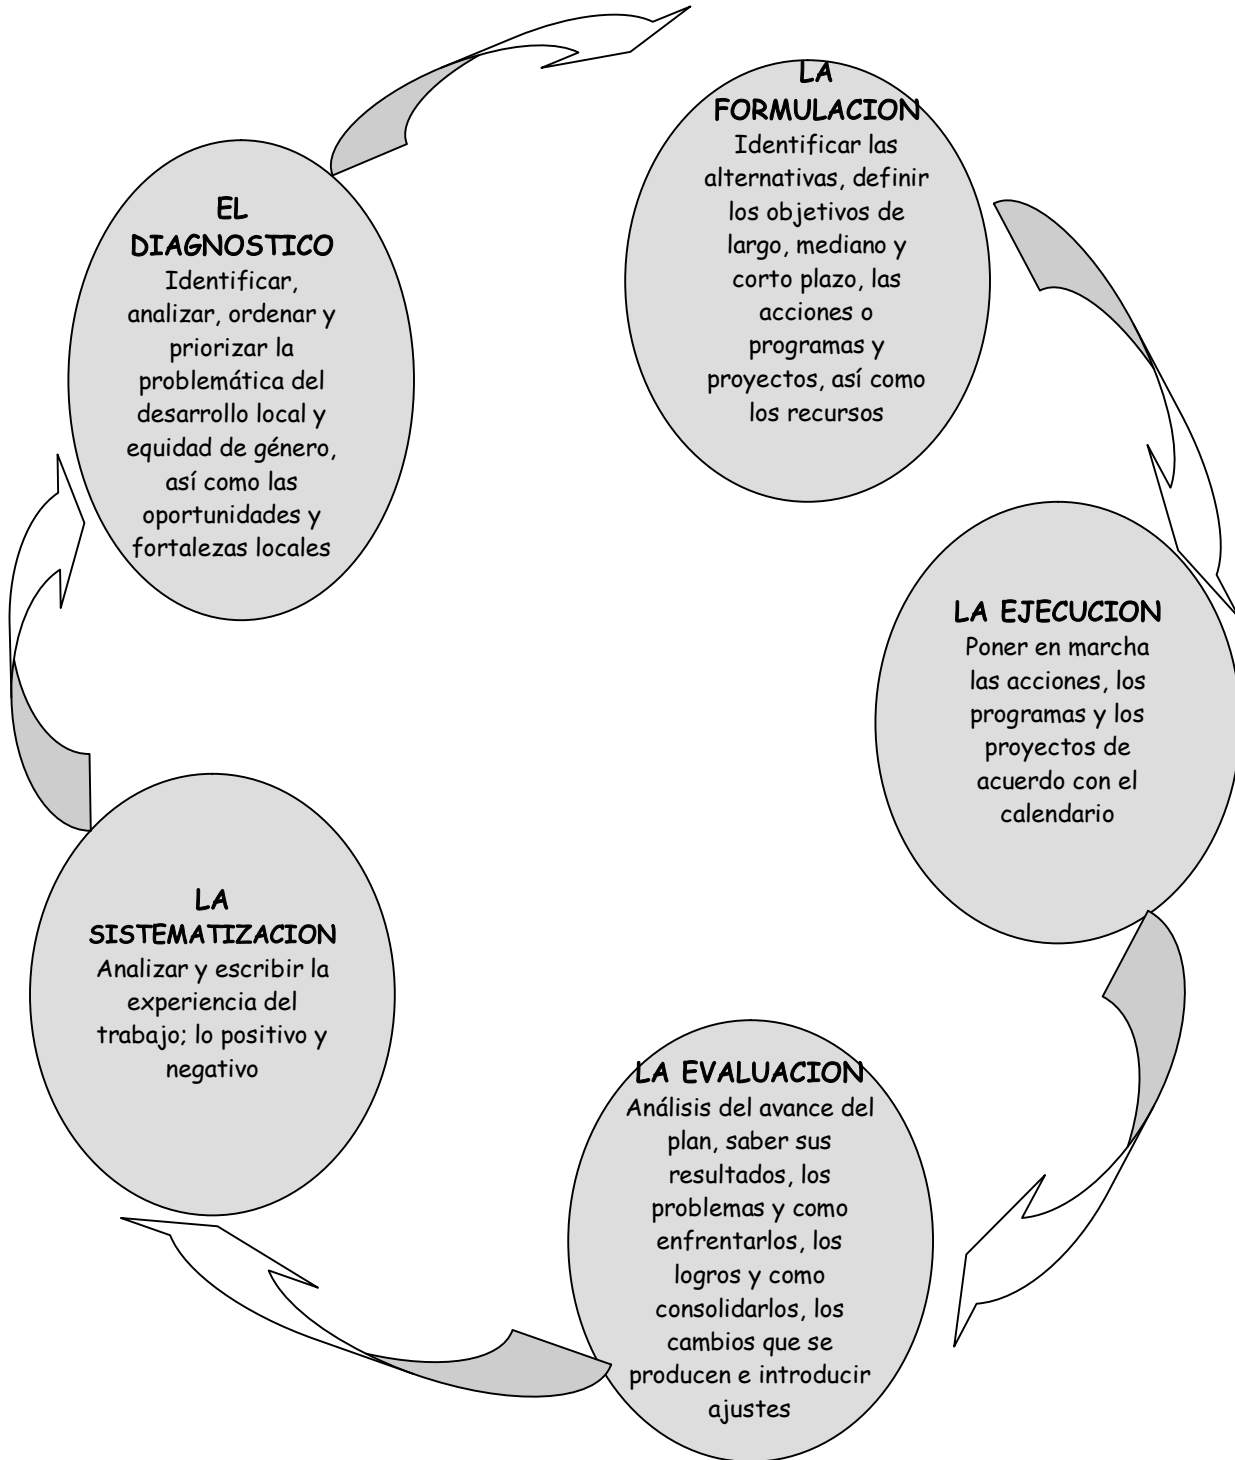 EL
DIAGNOSTICO
Identificar,
analizar, ordenar y
priorizar la
problemática del
desarrollo local y
equidad de género,
así como las
oportunidades y
fortalezas locales
LA
FORMULACION
Identificar las
alternativas, definir
los objetivos de
largo, mediano y
corto plazo, las
acciones o
programas y
proyectos, así como
los recursos
LA EJECUCION
Poner en marcha
las acciones, los
programas y los
proyectos de
acuerdo con el
calendario
LA EVALUACION
Análisis del avance del
plan, saber sus
resultados, los
problemas y como
enfrentarlos, los
logros y como
consolidarlos, los
cambios que se
producen e introducir
ajustes
LA
SISTEMATIZACION
Analizar y escribir la
experiencia del
trabajo; lo positivo y
negativo